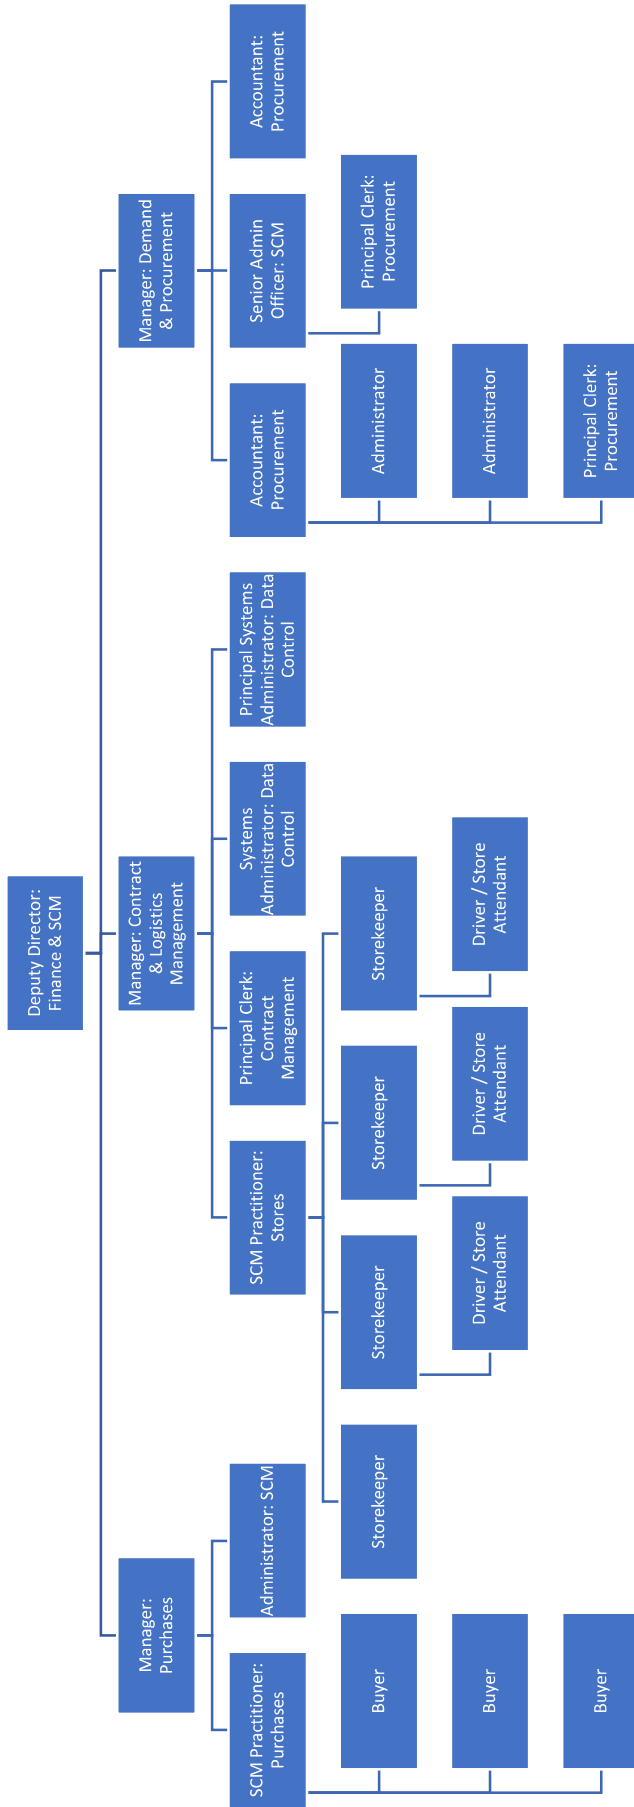 Deputy Director:
Finance & SCM
Manager:
Purchases
Manager: Contract
& Logistics
Management
Manager: Demand
& Procurement
SCM Practitioner:
Purchases
Administrator: SCM
SCM Practitioner:
Stores
Principal Clerk:
Contract
Management
Systems
Administrator: Data
Control
Principal Systems
Administrator: Data
Control
Accountant:
Procurement
Senior Admin
Officer: SCM
Accountant:
Procurement
Buyer
Storekeeper
Storekeeper
Storekeeper
Storekeeper
Administrator
Principal Clerk:
Procurement
Buyer
Driver / Store
Attendant
Driver / Store
Attendant
Driver / Store
Attendant
Administrator
Buyer
Principal Clerk:
Procurement